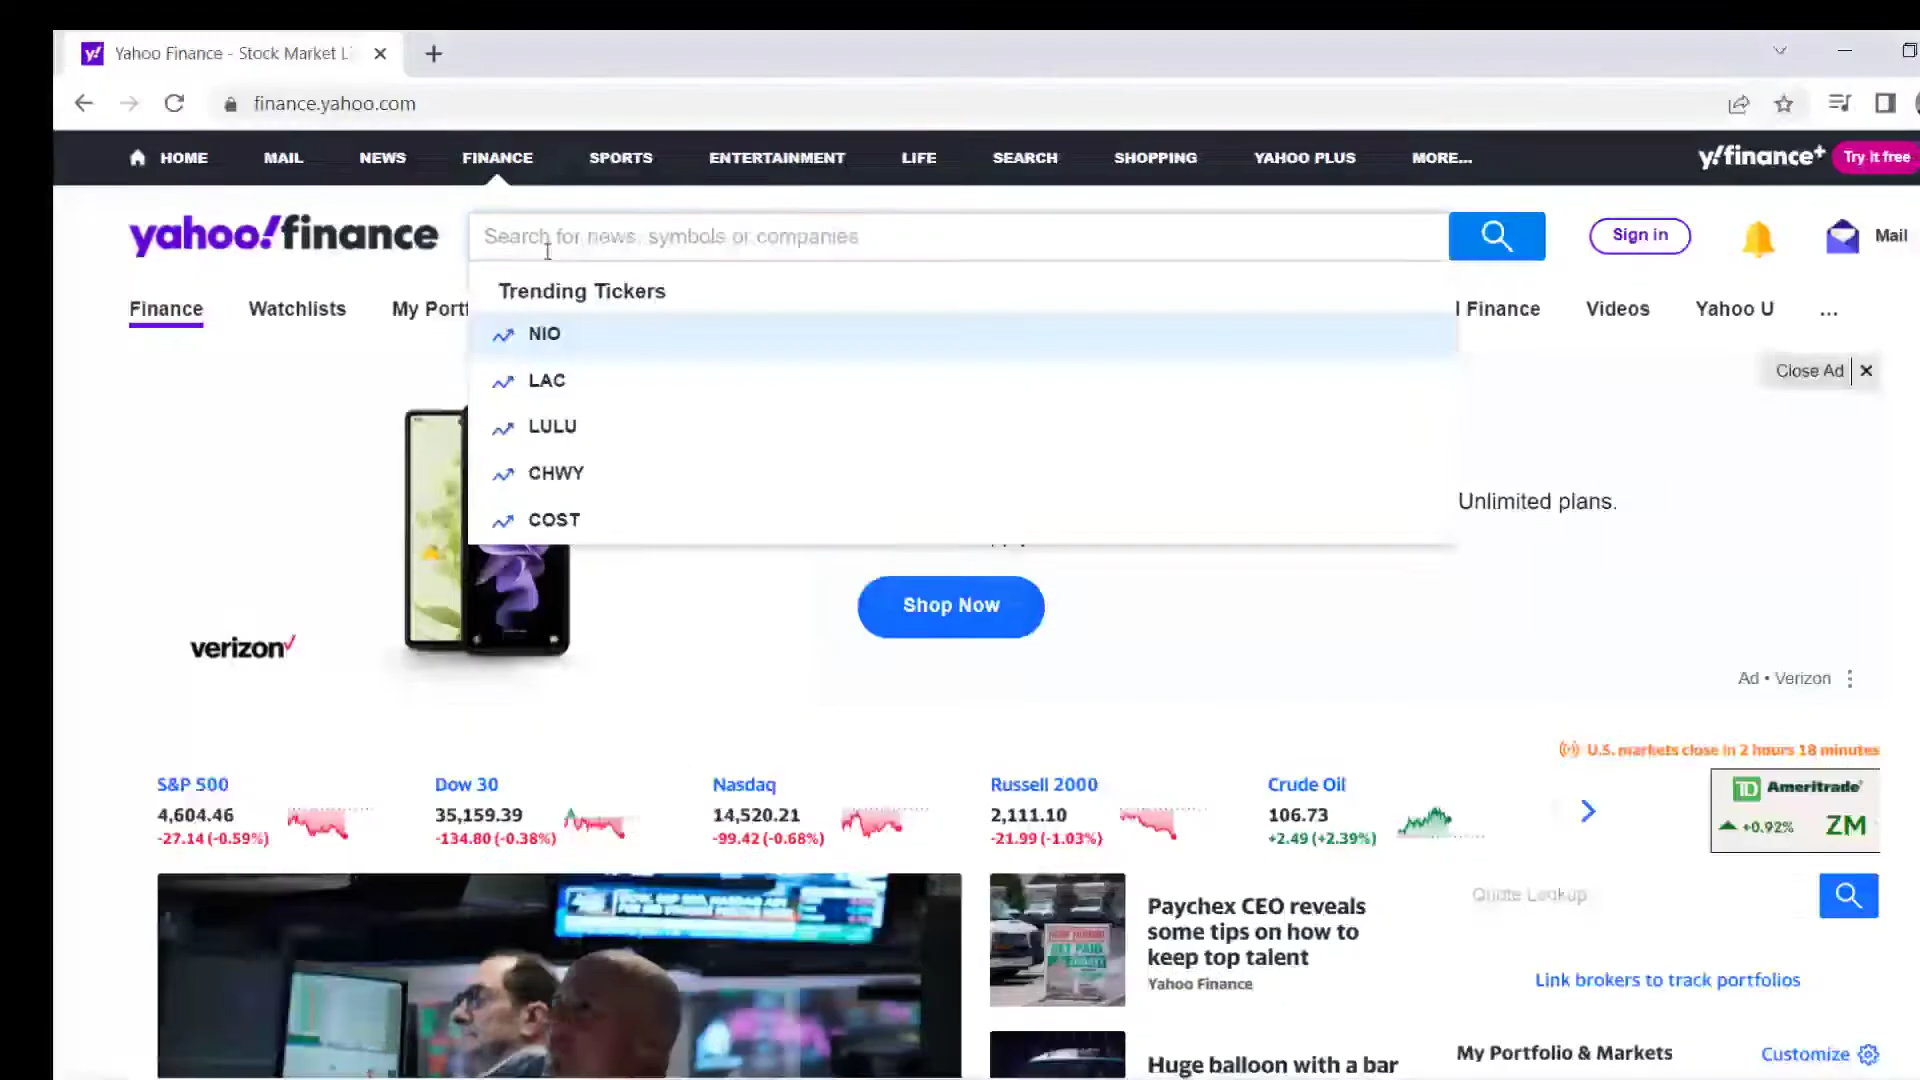 Yahoo Finance - Stock Market L
finance.yahoo.com
HOME MAIL NEWS FINANCE SPORTS ENTERTAINMENT LIFE SEARCH SHOPPING YAHOO PLUS MORE... y!finance+ Try it free
yahoo!finance Search for news, symbols or companies Sign in Mail
Finance Watchlists My Portf l Finance Videos Yahoo U ...
Trending Tickers
NIO
LAC
LULU
CHWY
COST
Close Ad
Unlimited plans.
Shop Now
verizon
Ad • Verizon
U.S. markets close in 2 hours 18 minutes
S&P 500 Dow 30 Nasdaq Russell 2000 Crude Oil
4,604.46 35,159.39 14,520.21 2,111.10 106.73
-27.14 (-0.59%) -134.80 (-0.38%) -99.42 (-0.68%) -21.99 (-1.03%) +2.49 (+2.39%)
TD Ameritrade
+0.92% ZM
Paychex CEO reveals
some tips on how to
keep top talent
Yahoo Finance
Quote Lookup
Link brokers to track portfolios
Huge balloon with a bar
My Portfolio & Markets Customize